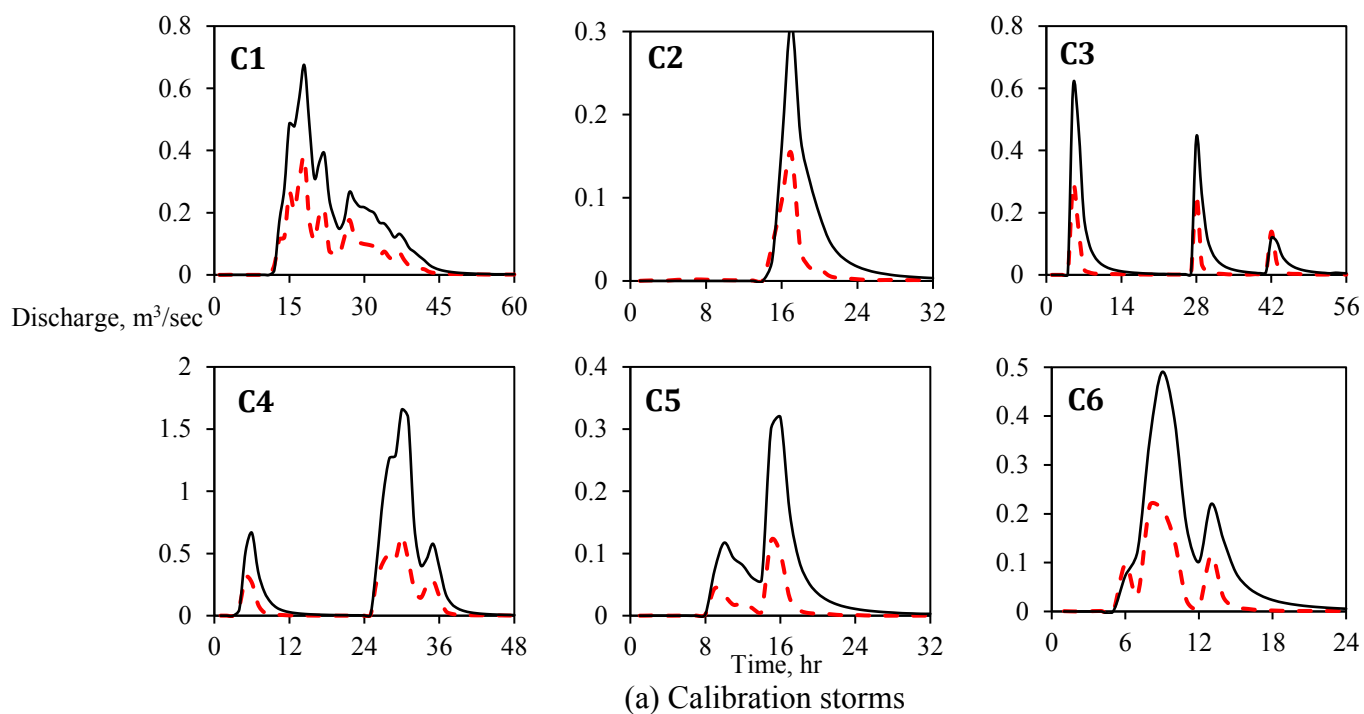 C1
0.8
0.6
0.4
0.2
0
0 15 30 45 60
C2
0.3
0.2
0.1
0.0
0 8 16 24 32
C3
0.8
0.6
0.4
0.2
0
0 14 28 42 56
Discharge, m³/sec
C4
2
1.5
1
0.5
0
0 12 24 36 48
C5
0.4
0.3
0.2
0.1
0.0
0 8 16 24 32
C6
0.5
0.4
0.3
0.2
0.1
0.0
0 6 12 18 24
Time, hr
(a) Calibration storms